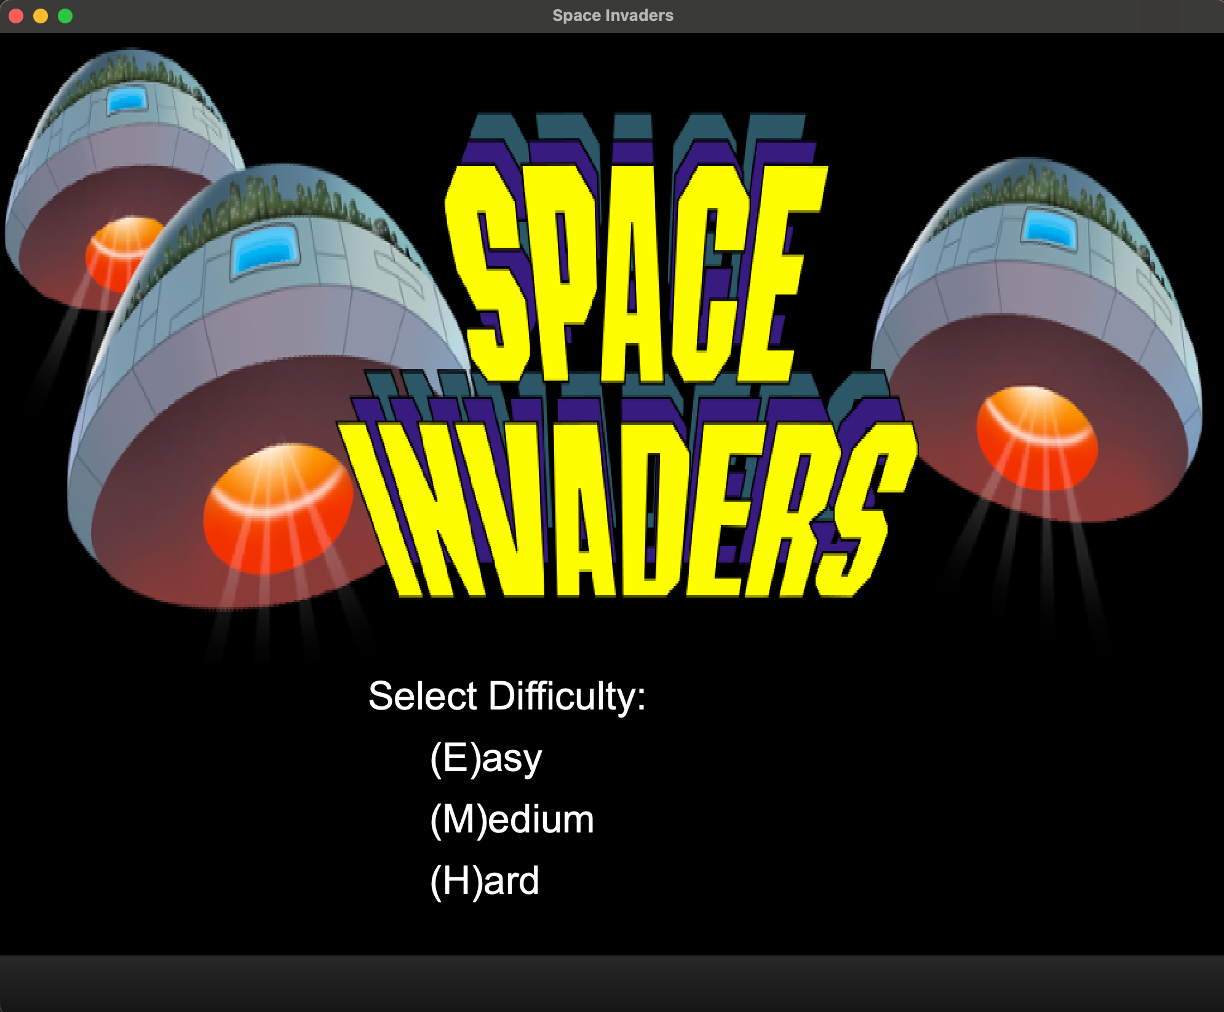 Space Invaders
SPACE
INVADERS
Select Difficulty:
(E)asy
(M)edium
(H)ard